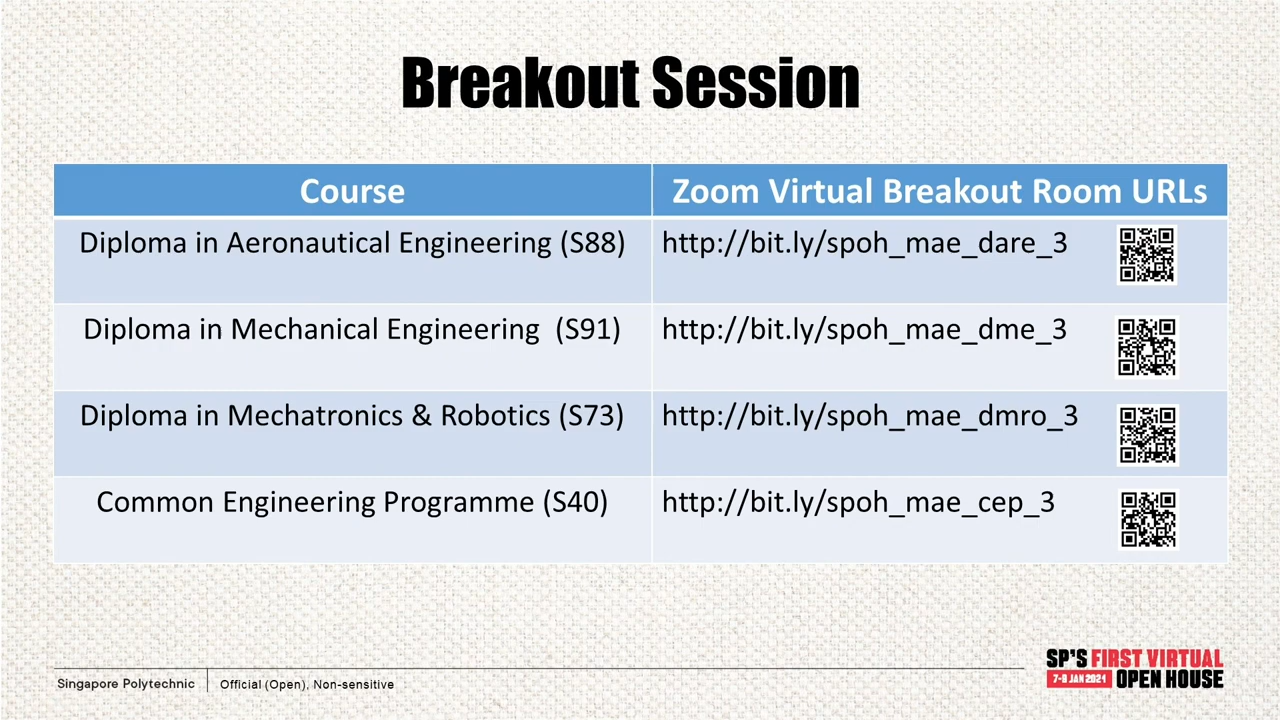 Breakout Session
Course
Zoom Virtual Breakout Room URLs
Diploma in Aeronautical Engineering (S88)
http://bit.ly/spoh_mae_dare_3
Diploma in Mechanical Engineering  (S91)
http://bit.ly/spoh_mae_dme_3
Diploma in Mechatronics & Robotics (S73)
http://bit.ly/spoh_mae_dmro_3
Common Engineering Programme (S40)
http://bit.ly/spoh_mae_cep_3
Singapore Polytechnic
Official (Open), Non-sensitive
SP'S FIRST VIRTUAL
7-9 JAN 2021 OPEN HOUSE